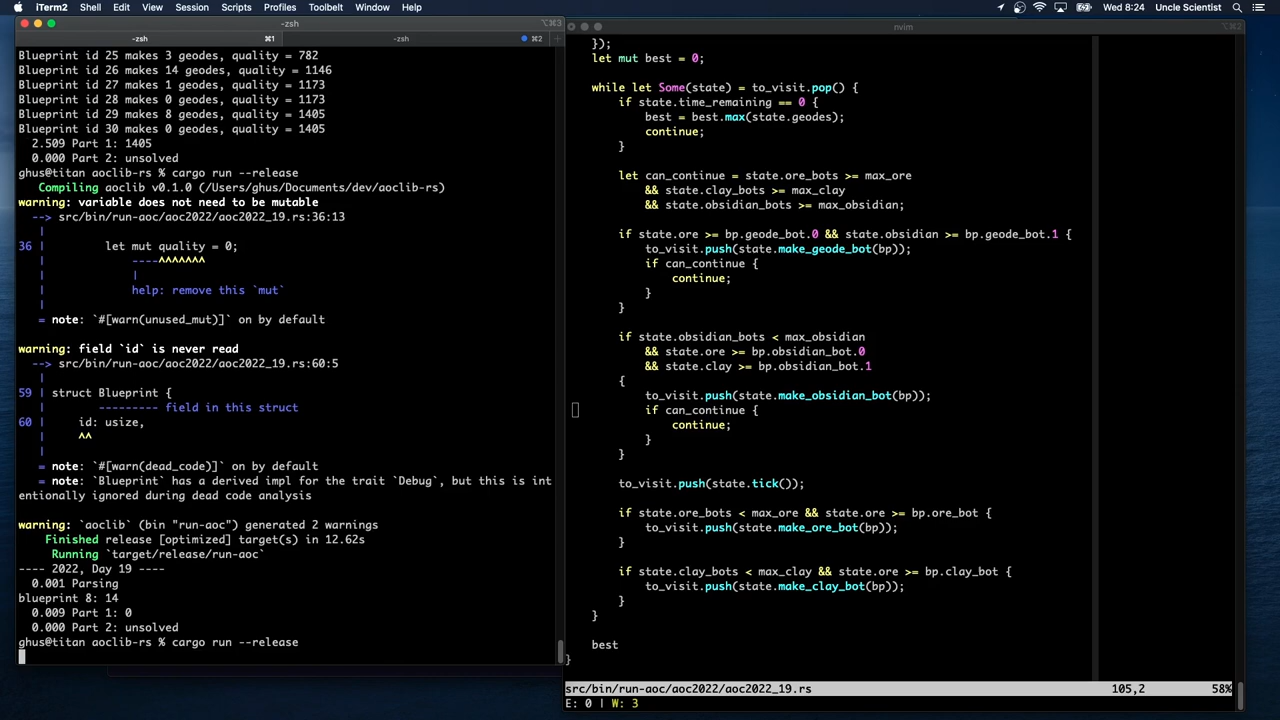 iTerm2 Shell Edit View Session Scripts Profiles Toolbelt Window Help Wed 8:24 Uncle Scientist
-zsh ⌥⌘3
-zsh ⌘1 -zsh ⌘2
Blueprint id 25 makes 3 geodes, quality = 782
Blueprint id 26 makes 14 geodes, quality = 1146
Blueprint id 27 makes 1 geodes, quality = 1173
Blueprint id 28 makes 0 geodes, quality = 1173
Blueprint id 29 makes 8 geodes, quality = 1405
Blueprint id 30 makes 0 geodes, quality = 1405
2.509 Part 1: 1405
0.000 Part 2: unsolved
ghus@titan aoclib-rs % cargo run --release
Compiling aoclib v0.1.0 (/Users/ghus/Documents/dev/aoclib-rs)
warning: variable does not need to be mutable
--> src/bin/run-aoc/aoc2022/aoc2022_19.rs:36:13
|
36 | let mut quality = 0;
| ----^^^^^^^
| |
| help: remove this `mut`
|
= note: `#[warn(unused_mut)]` on by default
warning: field `id` is never read
--> src/bin/run-aoc/aoc2022/aoc2022_19.rs:60:5
|
59 | struct Blueprint {
| --------- field in this struct
60 | id: usize,
| ^^
|
= note: `#[warn(dead_code)]` on by default
= note: `Blueprint` has a derived impl for the trait `Debug`, but this is int
entionally ignored during dead code analysis
warning: `aoclib` (bin "run-aoc") generated 2 warnings
Finished release [optimized] target(s) in 12.62s
Running `target/release/run-aoc`
---- 2022, Day 19 ----
0.001 Parsing
blueprint 8: 14
0.009 Part 1: 0
0.000 Part 2: unsolved
ghus@titan aoclib-rs % cargo run --release
nvim ⌥⌘2
});
let mut best = 0;
while let Some(state) = to_visit.pop() {
if state.time_remaining == 0 {
best = best.max(state.geodes);
continue;
}
let can_continue = state.ore_bots >= max_ore
&& state.clay_bots >= max_clay
&& state.obsidian_bots >= max_obsidian;
if state.ore >= bp.geode_bot.0 && state.obsidian >= bp.geode_bot.1 {
to_visit.push(state.make_geode_bot(bp));
if can_continue {
continue;
}
}
if state.obsidian_bots < max_obsidian
&& state.ore >= bp.obsidian_bot.0
&& state.clay >= bp.obsidian_bot.1
{
to_visit.push(state.make_obsidian_bot(bp));
if can_continue {
continue;
}
}
to_visit.push(state.tick());
if state.ore_bots < max_ore && state.ore >= bp.ore_bot {
to_visit.push(state.make_ore_bot(bp));
}
if state.clay_bots < max_clay && state.ore >= bp.clay_bot {
to_visit.push(state.make_clay_bot(bp));
}
}
best
}
src/bin/run-aoc/aoc2022/aoc2022_19.rs 105,2 58%
E: 0 | W: 3